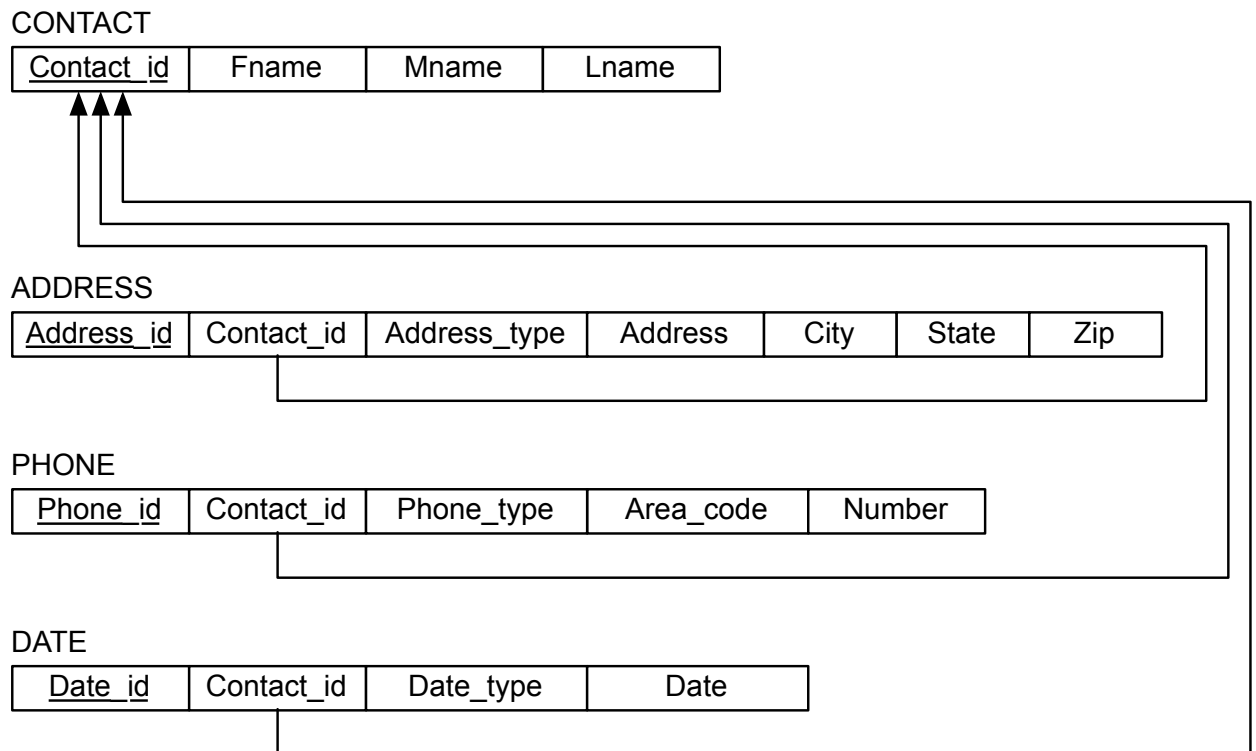 CONTACT
Contact_id Fname Mname Lname
ADDRESS
Address_id Contact_id Address_type Address City State Zip
PHONE
Phone_id Contact_id Phone_type Area_code Number
DATE
Date_id Contact_id Date_type Date